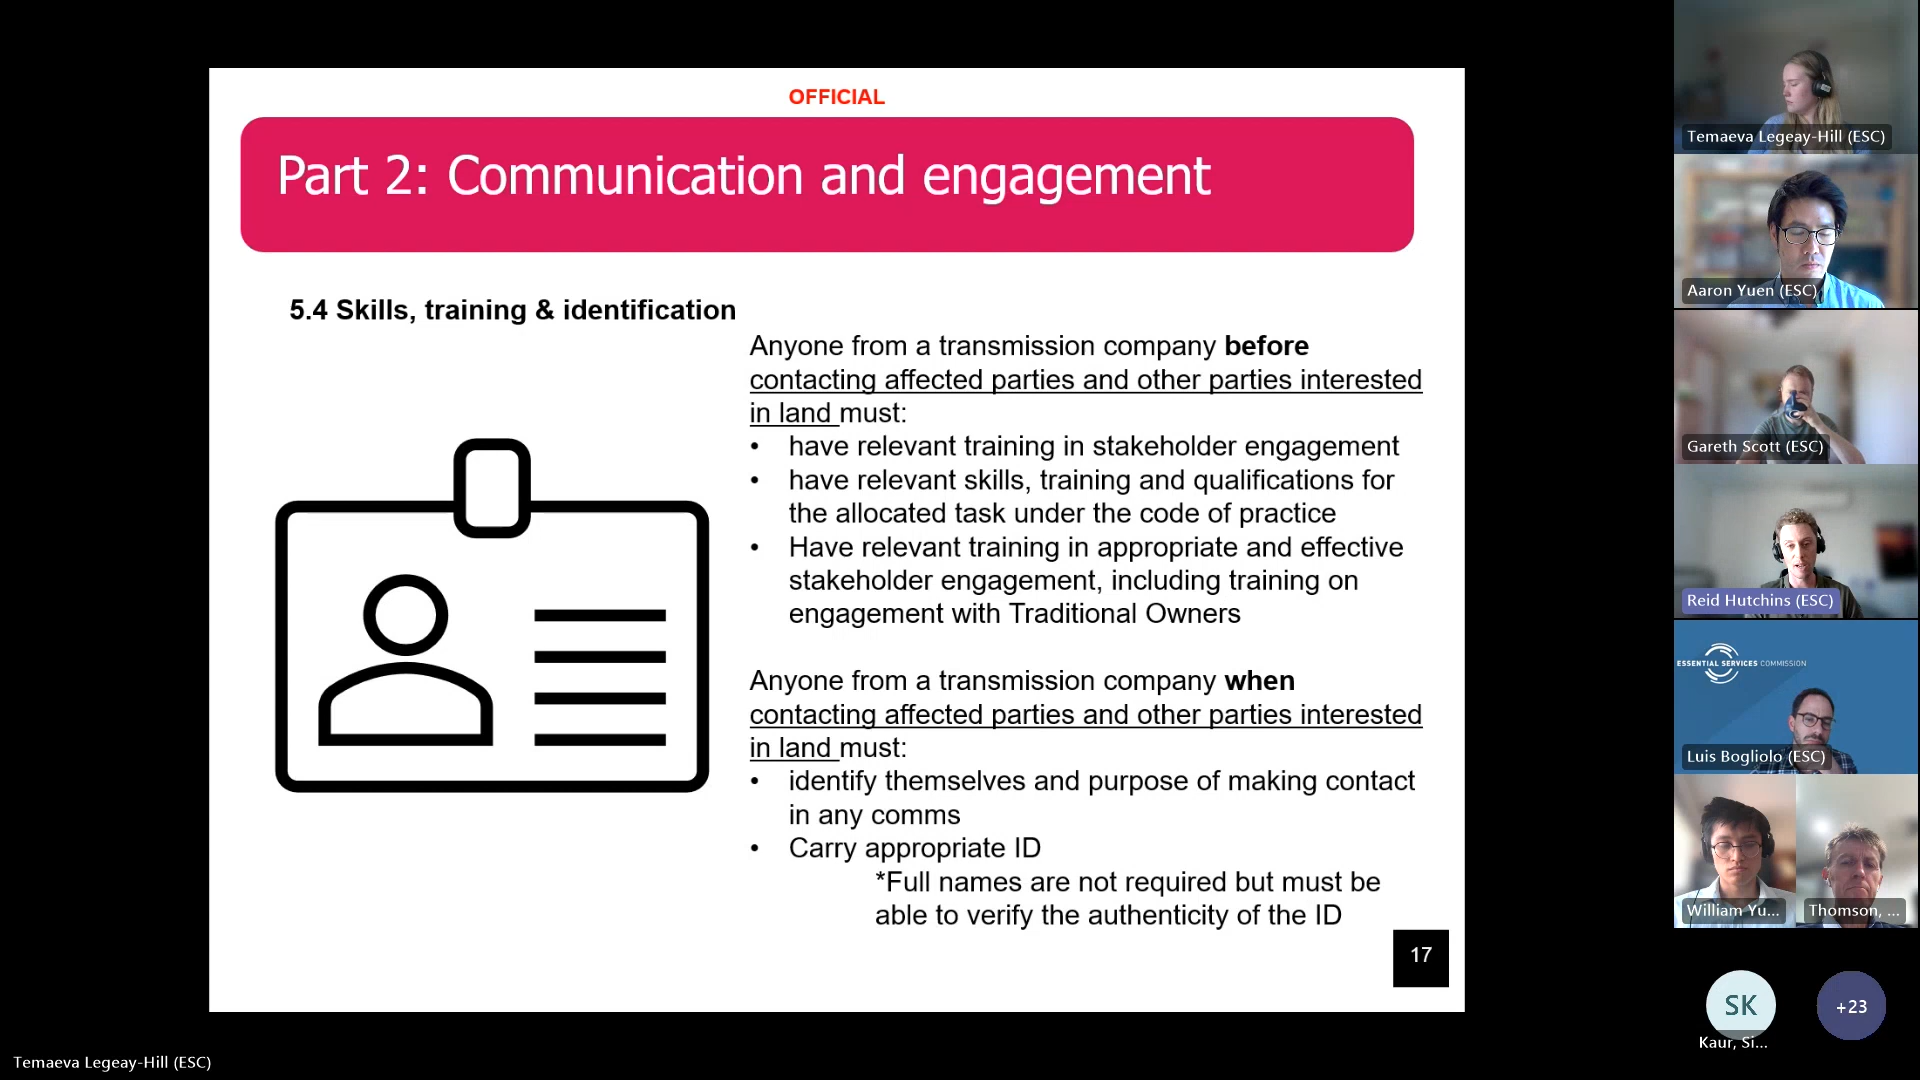 OFFICIAL
Part 2: Communication and engagement
5.4 Skills, training & identification
Anyone from a transmission company before
contacting affected parties and other parties interested
in land must:
• have relevant training in stakeholder engagement
• have relevant skills, training and qualifications for
the allocated task under the code of practice
• Have relevant training in appropriate and effective
stakeholder engagement, including training on
engagement with Traditional Owners
Anyone from a transmission company when
contacting affected parties and other parties interested
in land must:
• identify themselves and purpose of making contact
in any comms
• Carry appropriate ID
*Full names are not required but must be
able to verify the authenticity of the ID
17
Temaeva Legeay-Hill (ESC)
Aaron Yuen (ESC)
Gareth Scott (ESC)
Reid Hutchins (ESC)
ESSENTIAL SERVICES COMMISSION
Luis Bogliolo (ESC)
William Yu...
Thomson, ...
SK
+23
Kaur, Si...
Temaeva Legeay-Hill (ESC)